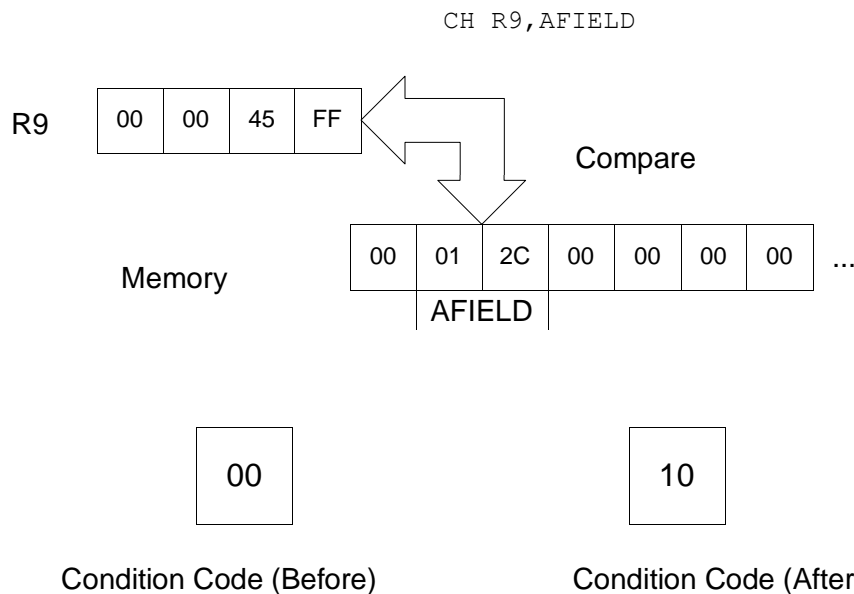 CH R9,AFIELD
R9 00 00 45 FF
Compare
Memory 00 01 2C 00 00 00 00 ...
AFIELD
00 10
Condition Code (Before) Condition Code (After